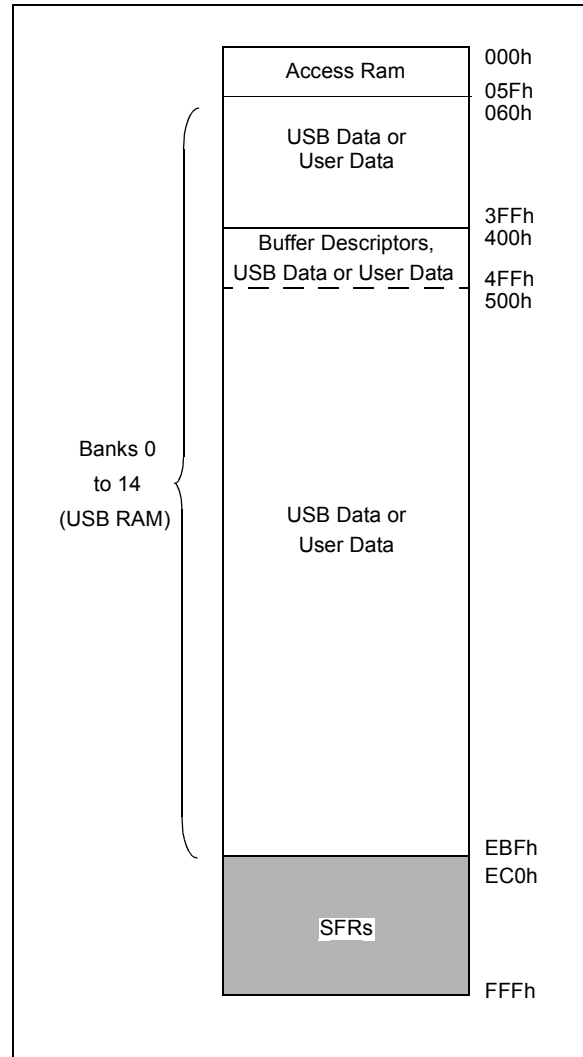 Access Ram
000h
05Fh
060h
USB Data or
User Data
3FFh
400h
Buffer Descriptors,
USB Data or User Data
4FFh
500h
Banks 0
to 14
(USB RAM)
USB Data or
User Data
EBFh
EC0h
SFRs
FFFh